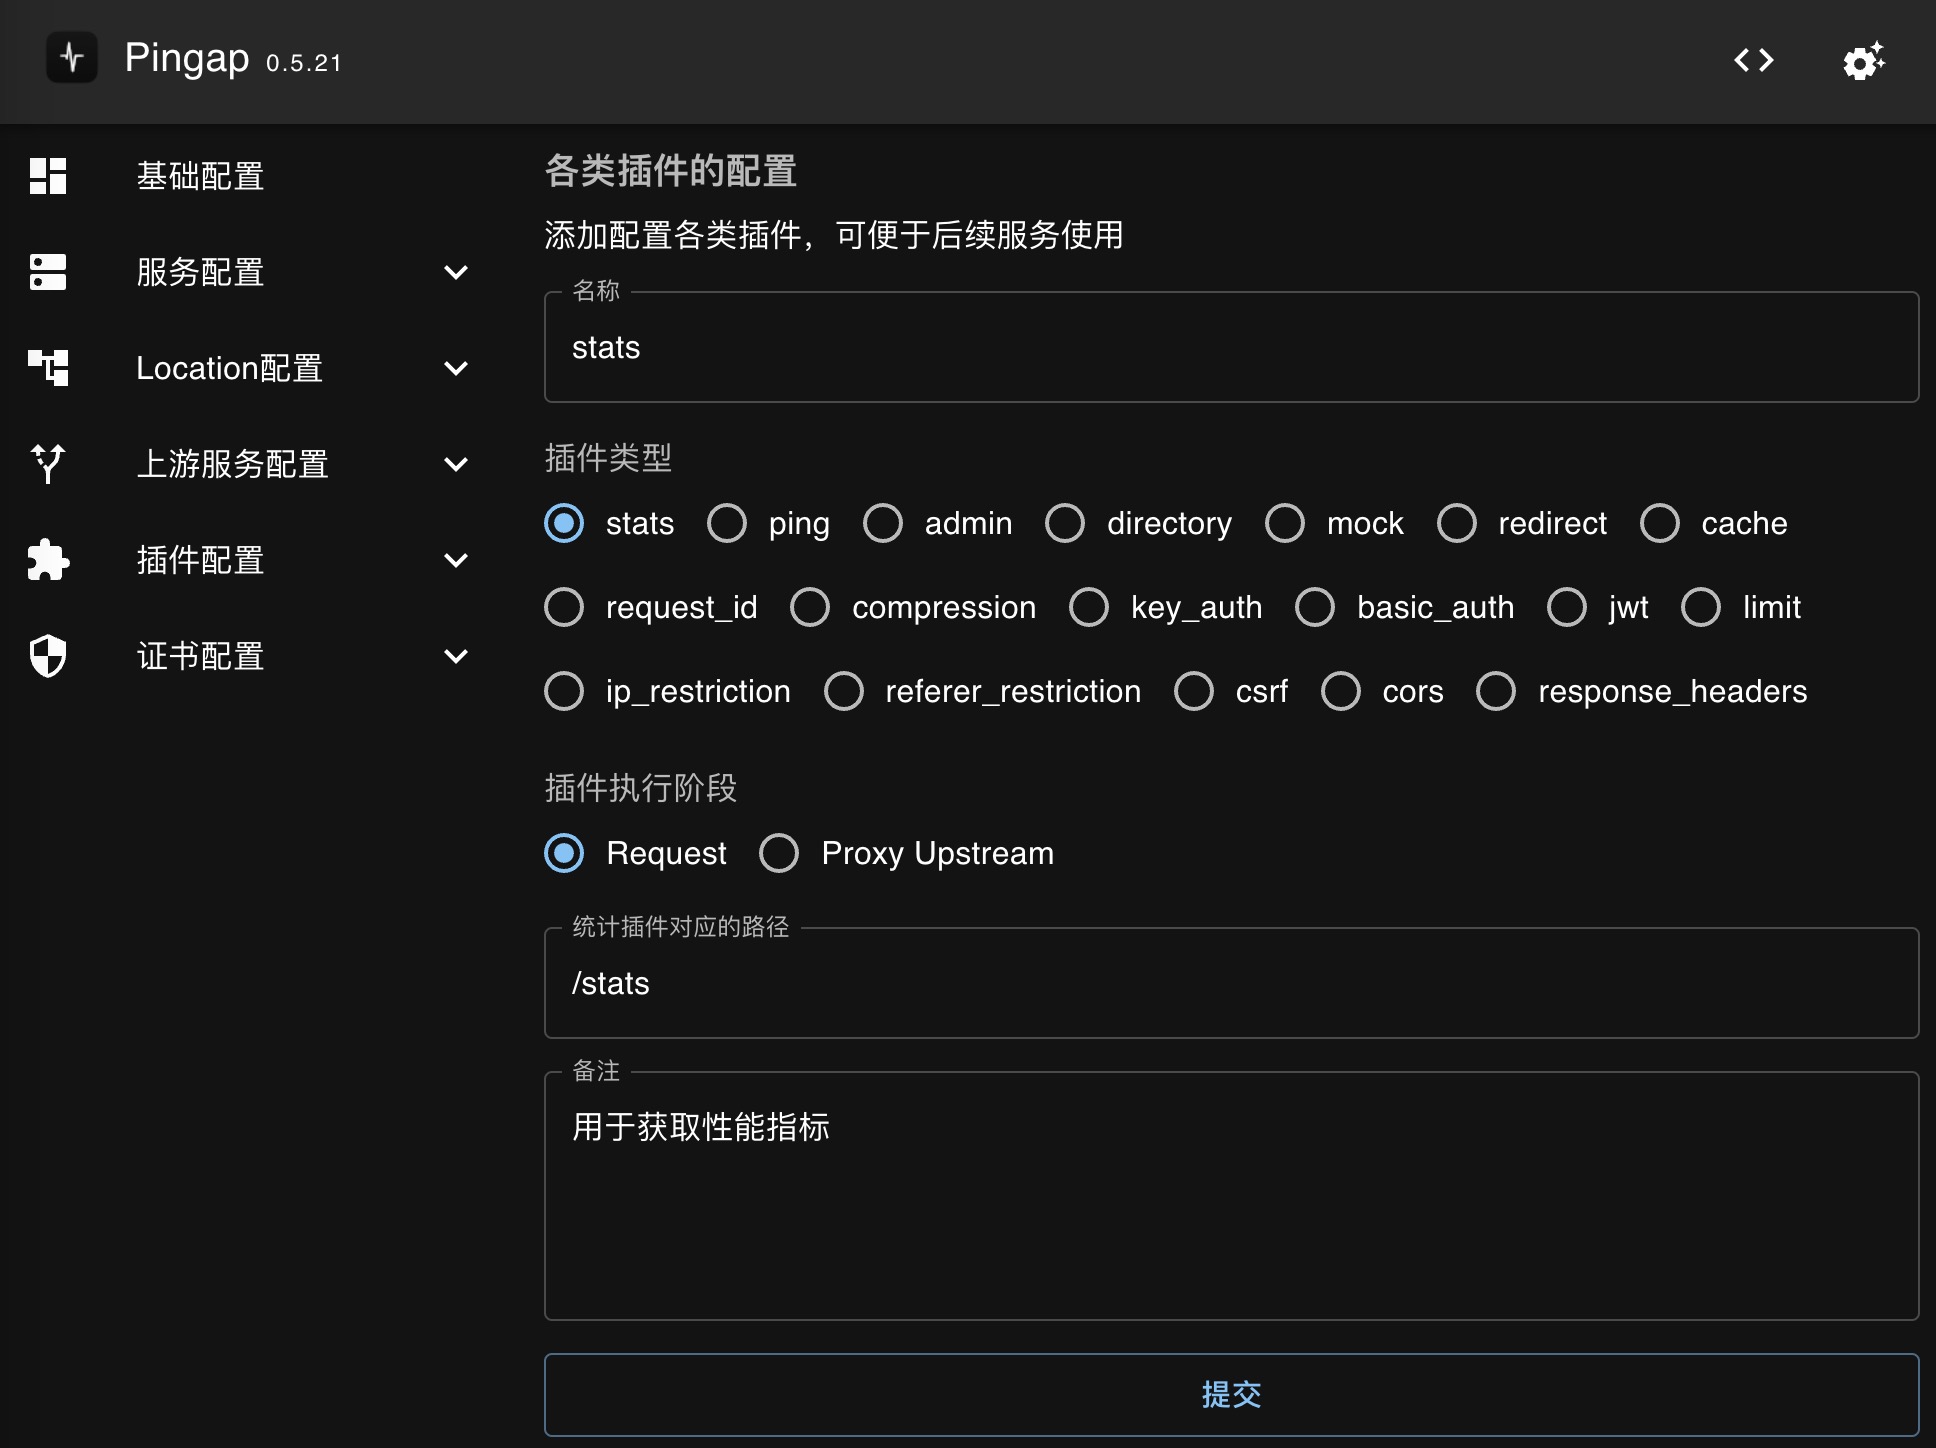 Pingap 0.5.21
基础配置
服务配置
Location配置
上游服务配置
插件配置
证书配置
各类插件的配置
添加配置各类插件，可便于后续服务使用
名称
stats
插件类型
stats ping admin directory mock redirect cache
request_id compression key_auth basic_auth jwt limit
ip_restriction referer_restriction csrf cors response_headers
插件执行阶段
Request Proxy Upstream
统计插件对应的路径
/stats
备注
用于获取性能指标
提交